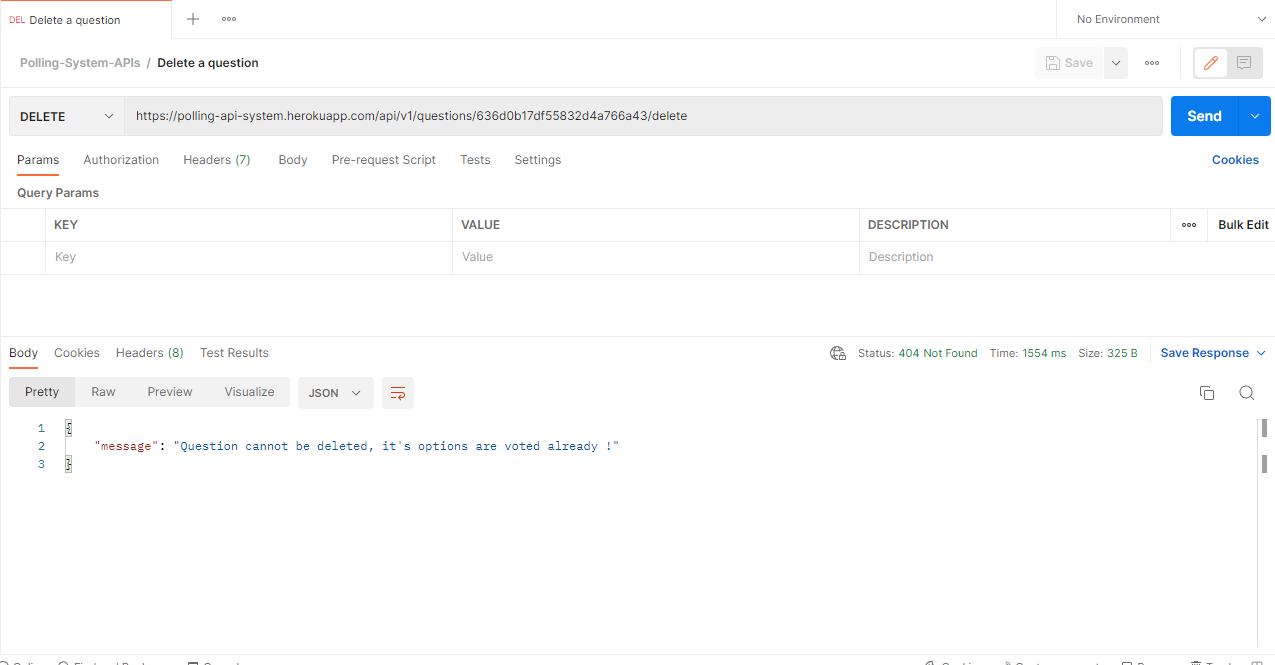 DEL Delete a question
No Environment
Polling-System-APIs / Delete a question
Save
DELETE
https://polling-api-system.herokuapp.com/api/v1/questions/636d0b17df55832d4a766a43/delete
Send
Params Authorization Headers (7) Body Pre-request Script Tests Settings Cookies
Query Params
KEY VALUE DESCRIPTION Bulk Edit
Key Value Description
Body Cookies Headers (8) Test Results Status: 404 Not Found Time: 1554 ms Size: 325 B Save Response
Pretty Raw Preview Visualize JSON
1 {
2 "message": "Question cannot be deleted, it's options are voted already !"
3 }